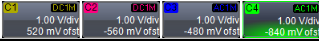 C1 DC1M C2 DC1M C3 AC1M C4 AC1M
1.00 V/div 1.00 V/div 1.00 V/div 1.00 V/div
520 mV ofst -560 mV ofst -480 mV ofst -840 mV ofst